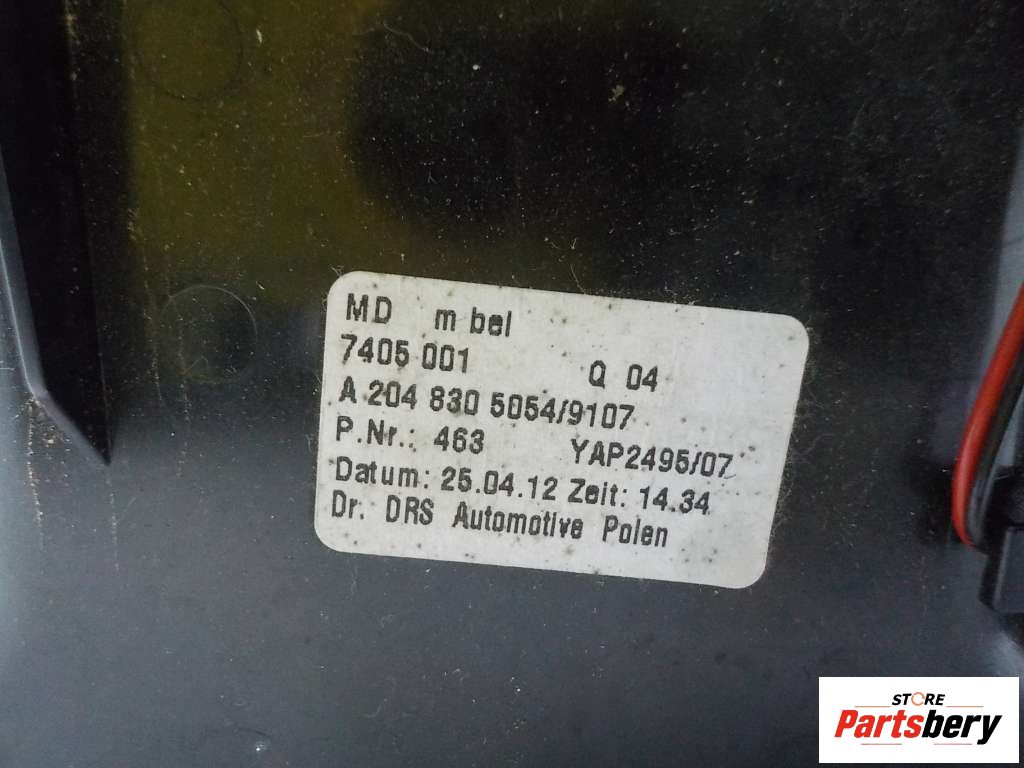 MD m bel
7405 001 Q 04
A 204 830 5054/9107
P.Nr.: 463 YAP2495/07
Datum: 25.04.12 Zeit: 14.34
Dr. DRS Automotive Polen
STORE
Partsbery